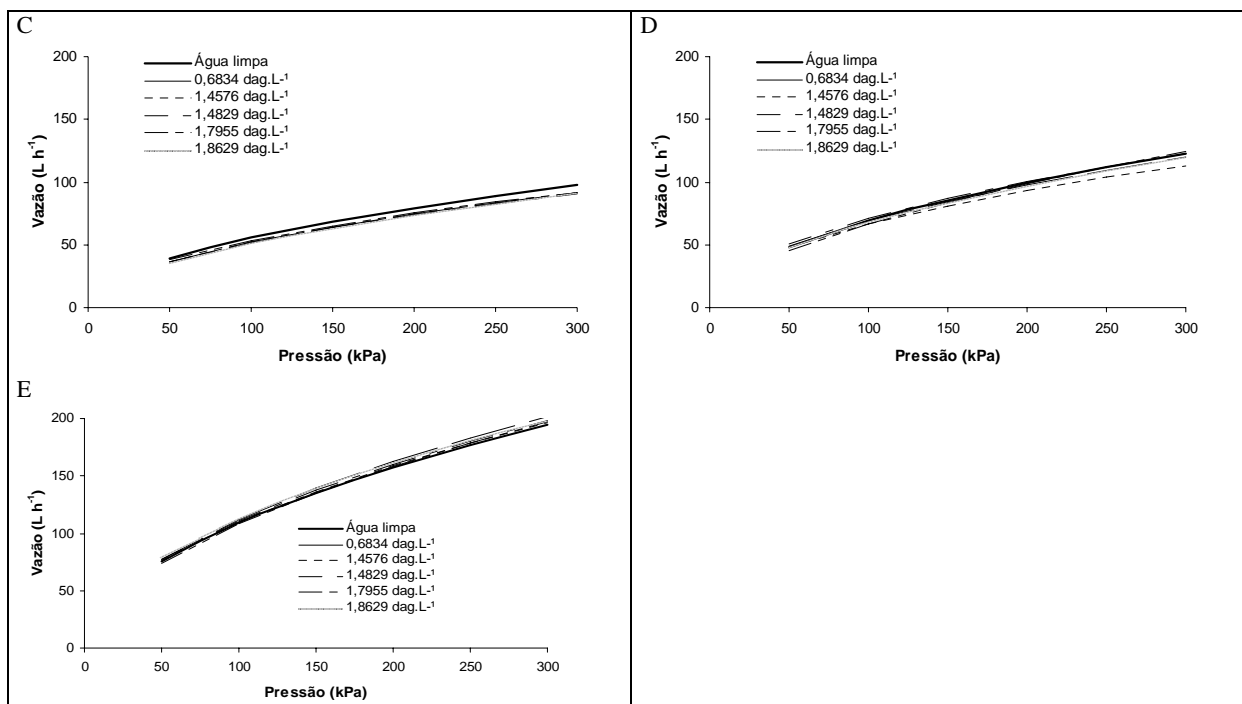 C
Água limpa
0,6834 dag.L-¹
1,4576 dag.L-¹
1,4829 dag.L-¹
1,7955 dag.L-¹
1,8629 dag.L-¹
Vazão (L h-¹)
200
150
100
50
0
0 50 100 150 200 250 300
Pressão (kPa)
D
Água limpa
0,6834 dag.L-¹
1,4576 dag.L-¹
1,4829 dag.L-¹
1,7955 dag.L-¹
1,8629 dag.L-¹
Vazão (L h-¹)
200
150
100
50
0
0 50 100 150 200 250 300
Pressão (kPa)
E
Água limpa
0,6834 dag.L-¹
1,4576 dag.L-¹
1,4829 dag.L-¹
1,7955 dag.L-¹
1,8629 dag.L-¹
Vazão (L h-¹)
200
150
100
50
0
0 50 100 150 200 250 300
Pressão (kPa)